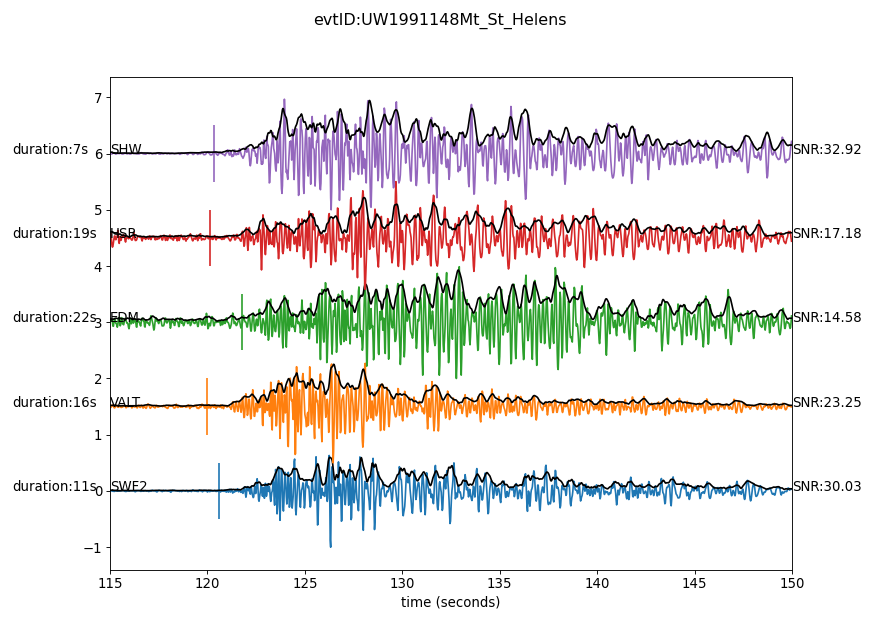 evtID:UW1991148Mt_St_Helens
7
duration:7s SHW SNR:32.92
6
5
duration:19s HSR SNR:17.18
4
duration:22s EDM SNR:14.58
3
2
duration:16s VALT SNR:23.25
1
duration:11s SWF2 SNR:30.03
0
−1
115 120 125 130 135 140 145 150
time (seconds)